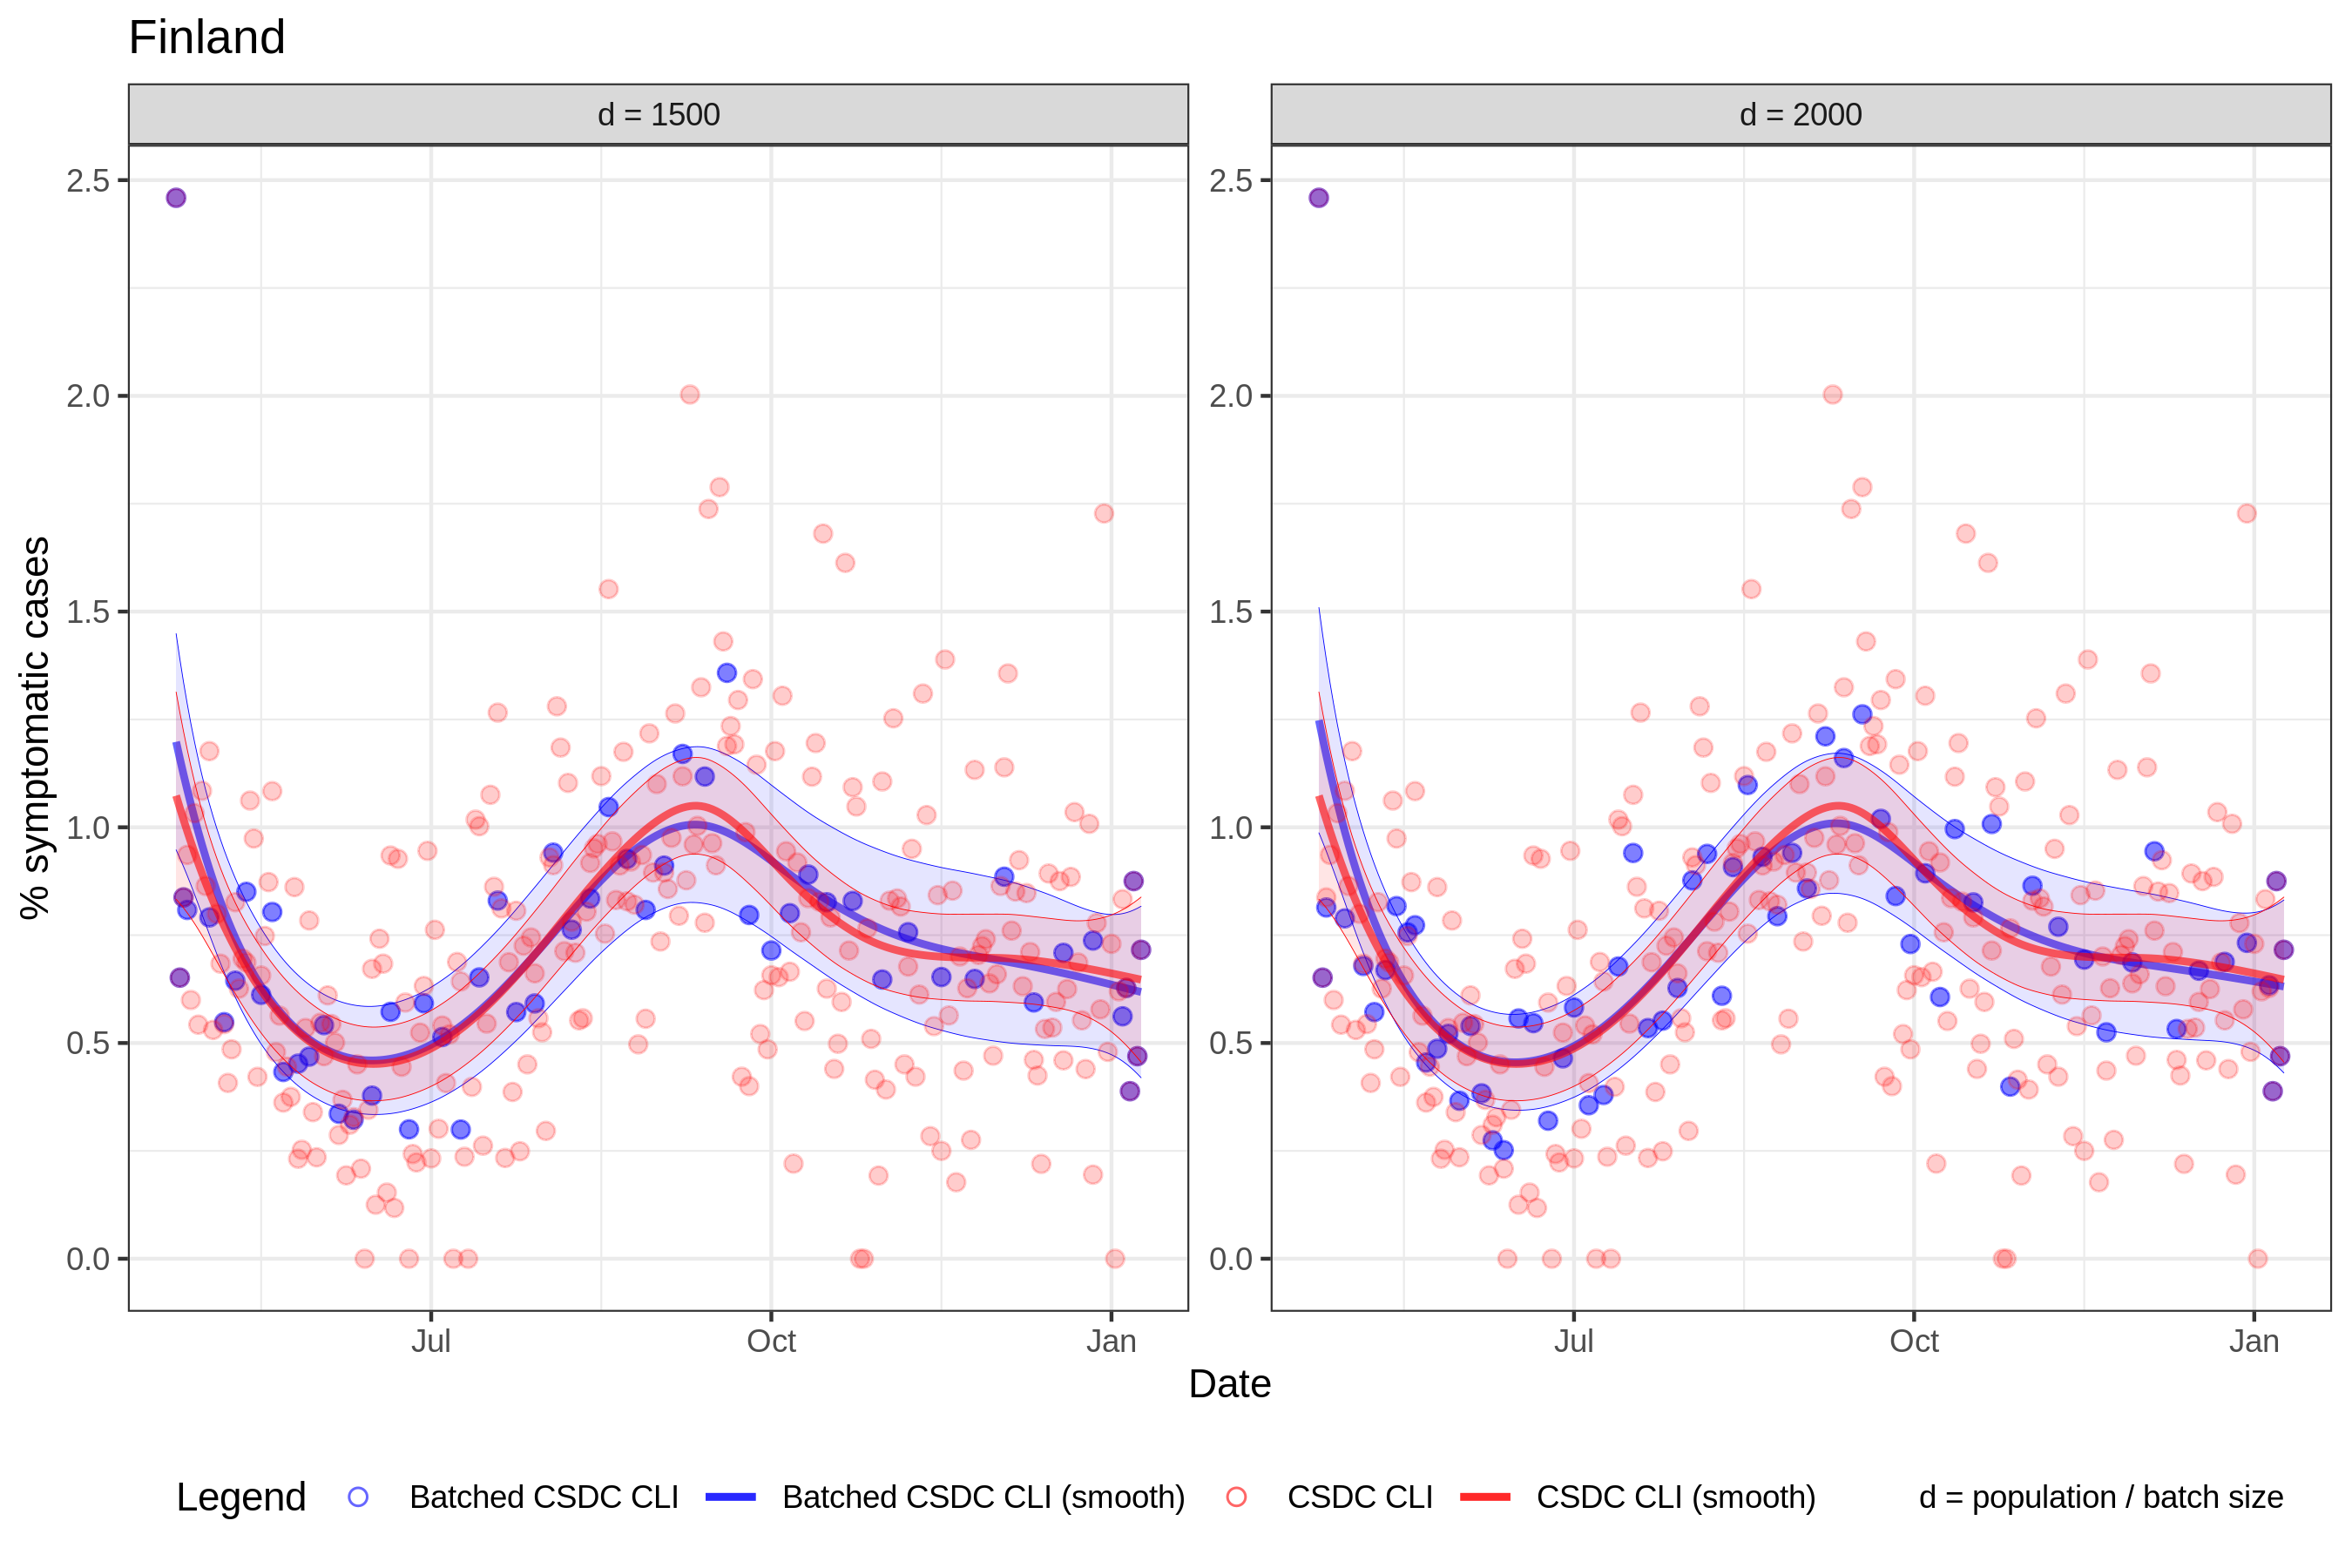 Finland
d = 1500
d = 2000
% symptomatic cases
2.5
2.0
1.5
1.0
0.5
0.0
2.5
2.0
1.5
1.0
0.5
0.0
Jul
Oct
Jan
Jul
Oct
Jan
Date
Legend
Batched CSDC CLI
Batched CSDC CLI (smooth)
CSDC CLI
CSDC CLI (smooth)
d = population / batch size